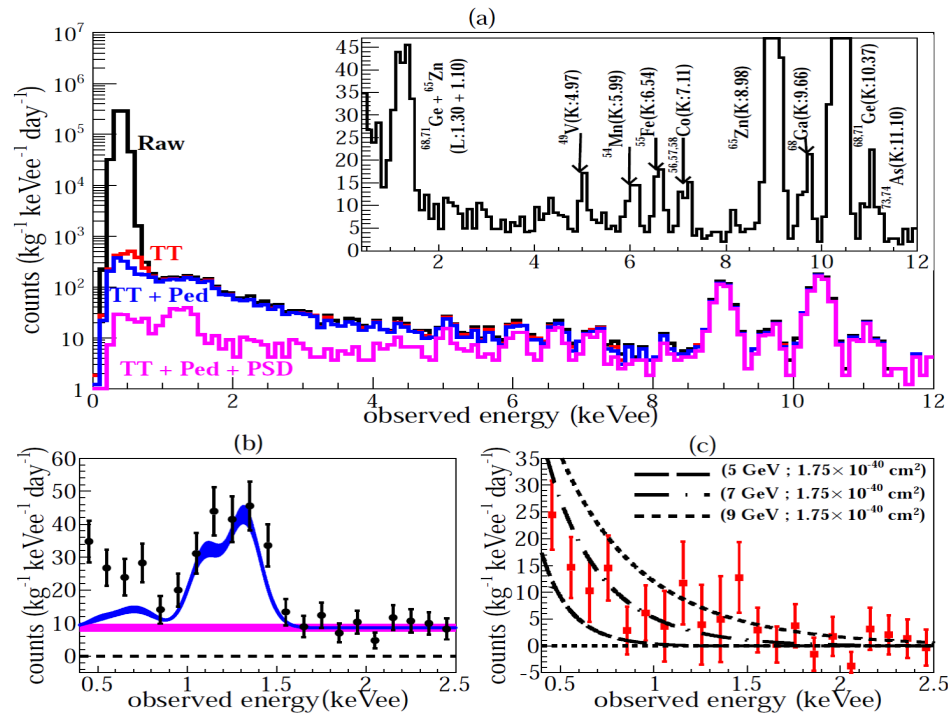 (a)
counts (kg⁻¹ keVee⁻¹ day⁻¹)
10⁷
10⁶
10⁵
10⁴
10³
10²
10
1
Raw
TT
TT + Ped
TT + Ped + PSD
45
40
35
30
25
20
15
10
5
0
⁶⁸,⁷¹Ge + ⁶⁵Zn
(L:1.30 + 1.10)
⁴⁹V(K:4.97)
⁵⁴Mn(K:5.99)
⁵⁵Fe(K:6.54)
⁵⁶,⁵⁷,⁵⁸Co(K:7.11)
⁶⁵Zn(K:8.98)
⁶⁸Ga(K:9.66)
⁶⁸,⁷¹Ge(K:10.37)
⁷³,⁷⁴As(K:11.10)
2 4 6 8 10 12
0 2 4 6 8 10 12
observed energy (keVee)
(b)
counts (kg⁻¹ keVee⁻¹ day⁻¹)
60
50
40
30
20
10
0
0.5 1 1.5 2 2.5
observed energy(keVee)
(c)
counts (kg⁻¹ keVee⁻¹ day⁻¹)
35
30
25
20
15
10
5
0
-5
(5 GeV ; 1.75× 10⁻⁴⁰ cm²)
(7 GeV ; 1.75× 10⁻⁴⁰ cm²)
(9 GeV ; 1.75× 10⁻⁴⁰ cm²)
0.5 1 1.5 2 2.5
observed energy(keVee)